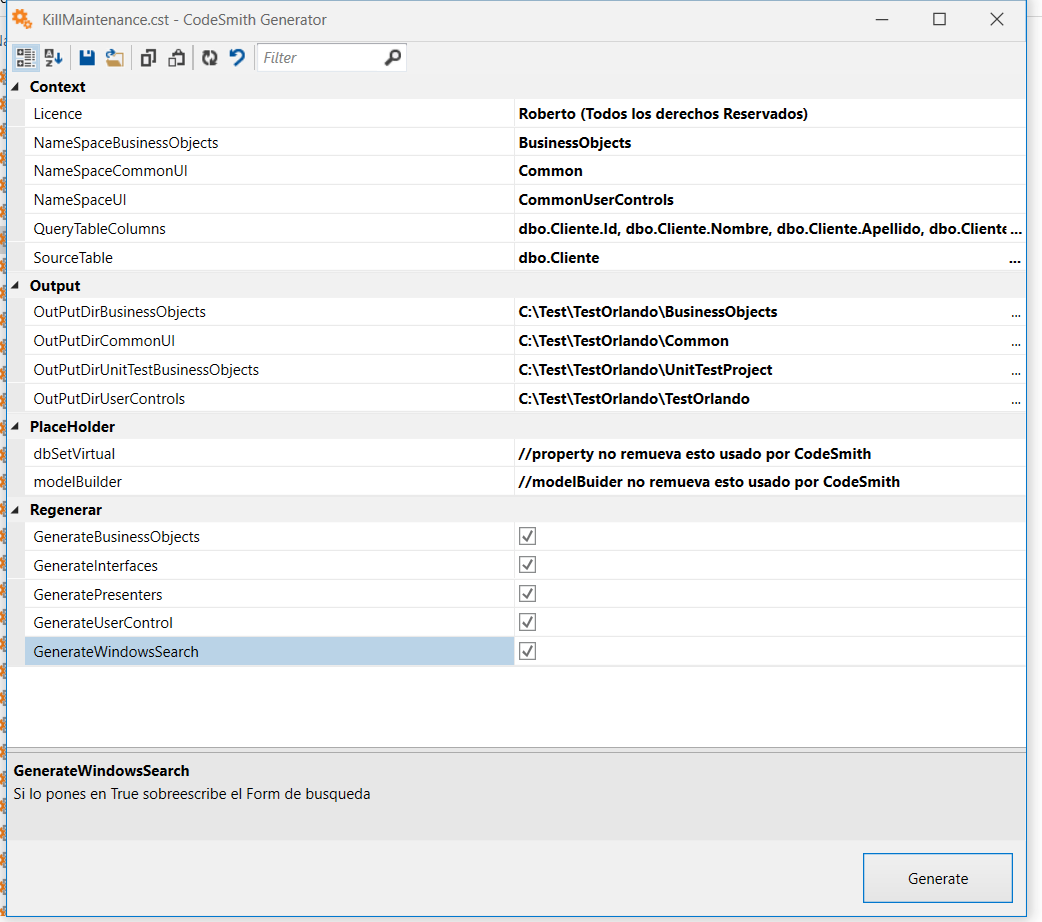 KillMaintenance.cst - CodeSmith Generator
Filter
Context
Licence Roberto (Todos los derechos Reservados)
NameSpaceBusinessObjects BusinessObjects
NameSpaceCommonUI Common
NameSpaceUI CommonUserControls
QueryTableColumns dbo.Cliente.Id, dbo.Cliente.Nombre, dbo.Cliente.Apellido, dbo.Cliente ...
SourceTable dbo.Cliente ...
Output
OutPutDirBusinessObjects C:\Test\TestOrlando\BusinessObjects ...
OutPutDirCommonUI C:\Test\TestOrlando\Common ...
OutPutDirUnitTestBusinessObjects C:\Test\TestOrlando\UnitTestProject ...
OutPutDirUserControls C:\Test\TestOrlando\TestOrlando ...
PlaceHolder
dbSetVirtual //property no remueva esto usado por CodeSmith
modelBuilder //modelBuider no remueva esto usado por CodeSmith
Regenerar
GenerateBusinessObjects
GenerateInterfaces
GeneratePresenters
GenerateUserControl
GenerateWindowsSearch
GenerateWindowsSearch
Si lo pones en True sobreescribe el Form de busqueda
Generate